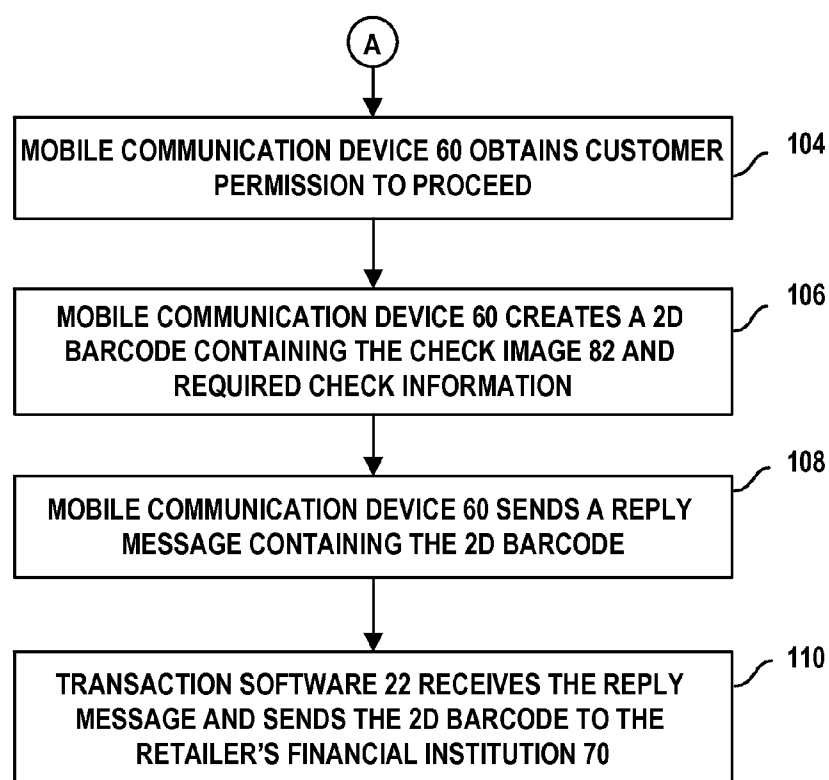 A
MOBILE COMMUNICATION DEVICE 60 OBTAINS CUSTOMER
PERMISSION TO PROCEED
104
MOBILE COMMUNICATION DEVICE 60 CREATES A 2D
BARCODE CONTAINING THE CHECK IMAGE 82 AND
REQUIRED CHECK INFORMATION
106
MOBILE COMMUNICATION DEVICE 60 SENDS A REPLY
MESSAGE CONTAINING THE 2D BARCODE
108
TRANSACTION SOFTWARE 22 RECEIVES THE REPLY
MESSAGE AND SENDS THE 2D BARCODE TO THE
RETAILER'S FINANCIAL INSTITUTION 70
110